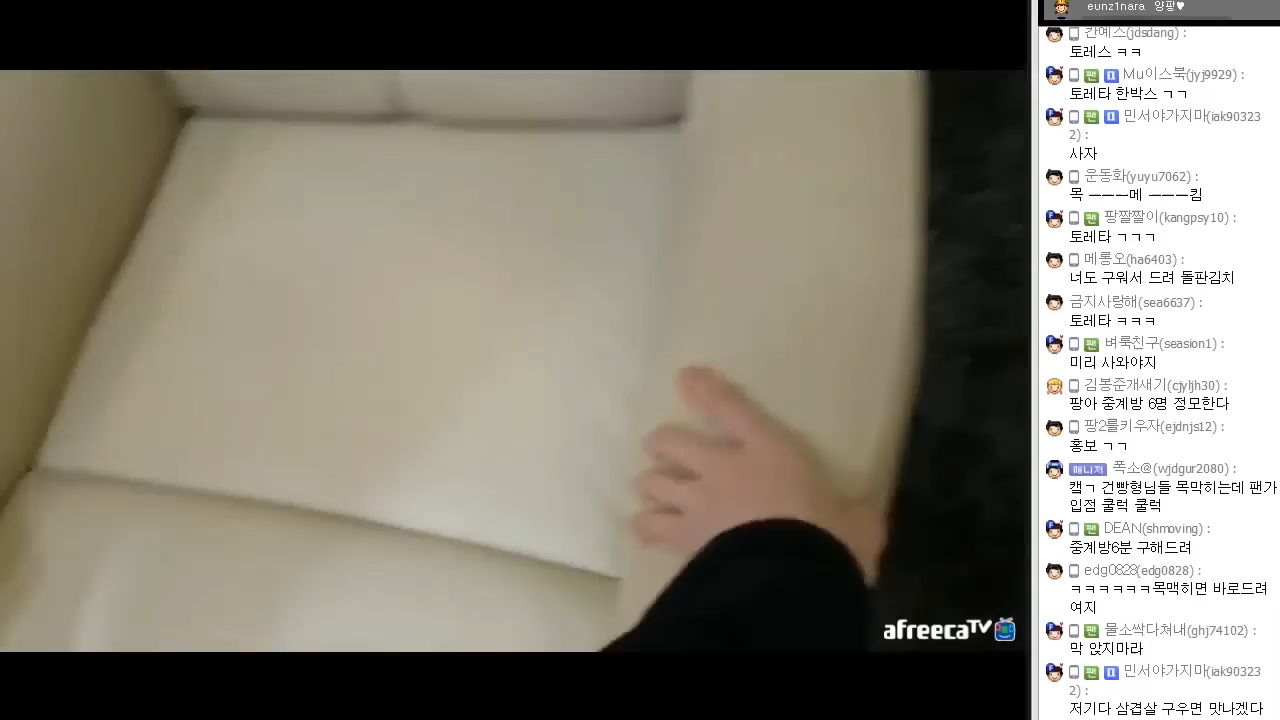 eunz1nara 양팡♥
칸예스(jdsdang) :
토레스 ㅋㅋ
팬 Mu이스북(jyj9929) :
토레타 한박스 ㄱㄱ
팬 민서야가지마(iak90323
2) :
사자
운동화(yuyu7062) :
목 ㅡㅡㅡ메 ㅡㅡㅡ킴
팬 팡짤짤이(kangpsy10) :
토레타 ㄱㄱㄱ
메롱오(ha6403) :
너도 구워서 드려 돌판김치
금지사랑해(sea6637) :
토레타 ㅋㅋㅋ
팬 벼룩친구(seasion1) :
미리 사와야지
김봉준개새기(cjyljh30) :
팡아 중계방 6명 정모한다
팡2를키우자(ejdnjs12) :
홍보 ㄱㄱ
매니저 폭소@(wjdgur2080) :
캠ㄱ 건빵형님들 목막히는데 팬가
입점 쿨럭 쿨럭
팬 DEAN(shmoving) :
중계방6분 구해드려
edg0828(edg0828) :
ㅋㅋㅋㅋㅋㅋ목맥히면 바로드려
여지
팬 물소싹다쳐내(ghj74102) :
막 앉지마라
팬 민서야가지마(iak90323
2) :
저기다 삼겹살 구우면 맛나겠다
afreecaTV